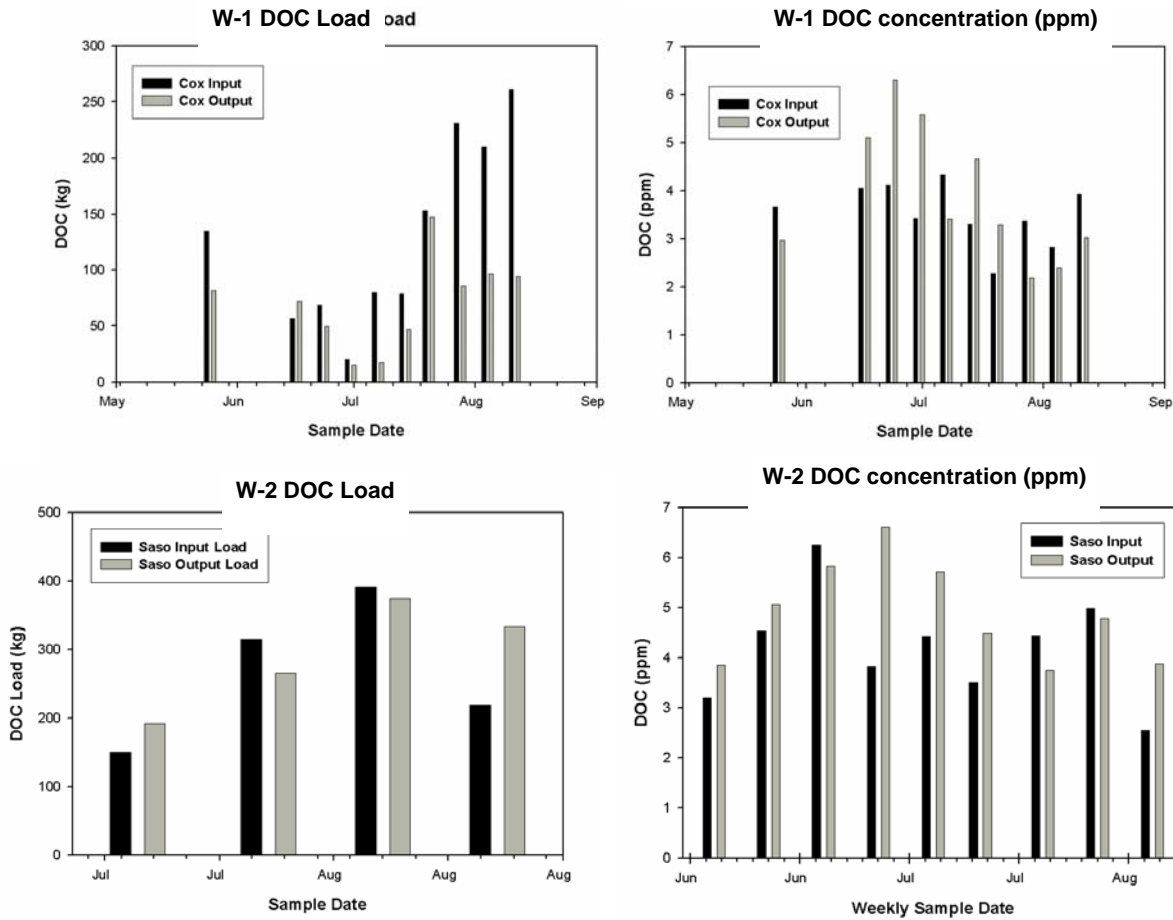 W-1 DOC Load oad
300
250
200
150
100
50
0
DOC (kg)
Cox Input
Cox Output
May Jun Jul Aug Sep
Sample Date
W-1 DOC concentration (ppm)
7
6
5
4
3
2
1
0
DOC (ppm)
Cox Input
Cox Output
May Jun Jul Aug Sep
Sample Date
W-2 DOC Load
500
400
300
200
100
0
DOC Load (kg)
Saso Input Load
Saso Output Load
Jul Jul Aug Aug Aug
Sample Date
W-2 DOC concentration (ppm)
7
6
5
4
3
2
1
0
DOC (ppm)
Saso Input
Saso Output
Jun Jun Jul Jul Aug
Weekly Sample Date